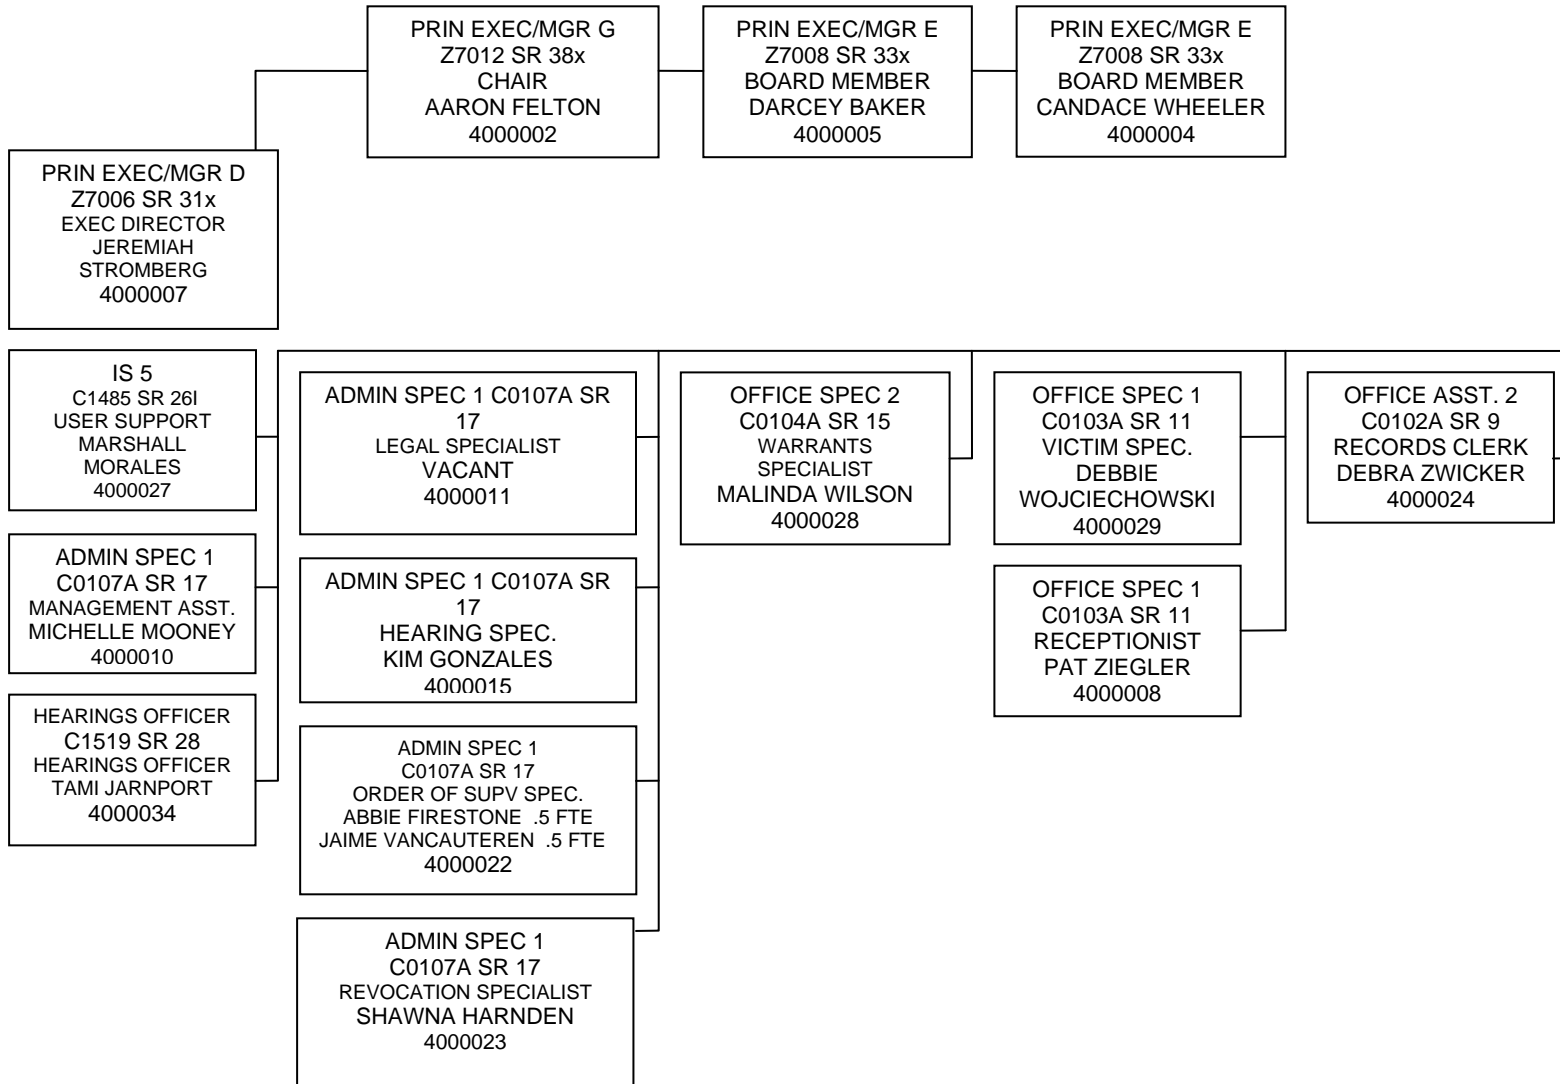 PRIN EXEC/MGR G
Z7012 SR 38x
CHAIR
AARON FELTON
4000002
PRIN EXEC/MGR E
Z7008 SR 33x
BOARD MEMBER
DARCEY BAKER
4000005
PRIN EXEC/MGR E
Z7008 SR 33x
BOARD MEMBER
CANDACE WHEELER
4000004
PRIN EXEC/MGR D
Z7006 SR 31x
EXEC DIRECTOR
JEREMIAH
STROMBERG
4000007
IS 5
C1485 SR 26I
USER SUPPORT
MARSHALL
MORALES
4000027
ADMIN SPEC 1
C0107A SR 17
MANAGEMENT ASST.
MICHELLE MOONEY
4000010
HEARINGS OFFICER
C1519 SR 28
HEARINGS OFFICER
TAMI JARNPORT
4000034
ADMIN SPEC 1 C0107A SR
17
LEGAL SPECIALIST
VACANT
4000011
ADMIN SPEC 1 C0107A SR
17
HEARING SPEC.
KIM GONZALES
4000015
ADMIN SPEC 1
C0107A SR 17
ORDER OF SUPV SPEC.
ABBIE FIRESTONE .5 FTE
JAIME VANCAUTEREN .5 FTE
4000022
ADMIN SPEC 1
C0107A SR 17
REVOCATION SPECIALIST
SHAWNA HARNDEN
4000023
OFFICE SPEC 2
C0104A SR 15
WARRANTS
SPECIALIST
MALINDA WILSON
4000028
OFFICE SPEC 1
C0103A SR 11
VICTIM SPEC.
DEBBIE
WOJCIECHOWSKI
4000029
OFFICE SPEC 1
C0103A SR 11
RECEPTIONIST
PAT ZIEGLER
4000008
OFFICE ASST. 2
C0102A SR 9
RECORDS CLERK
DEBRA ZWICKER
4000024